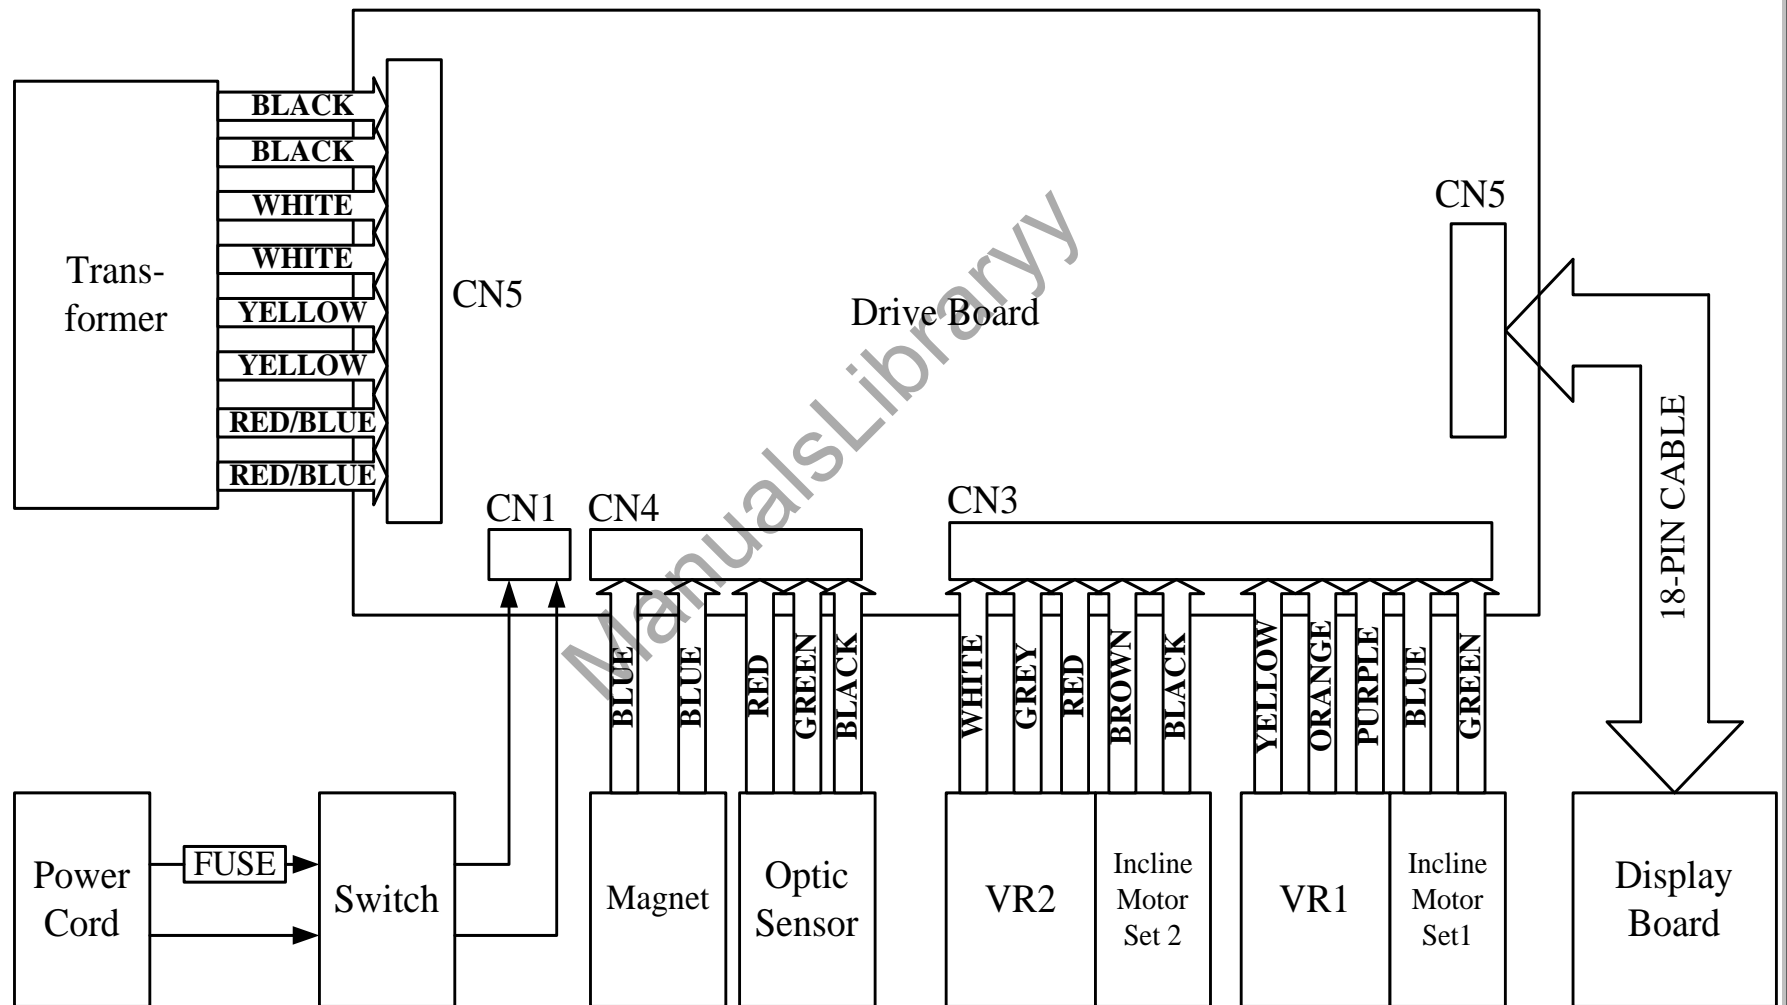 BLACK
BLACK
WHITE
WHITE
YELLOW
YELLOW
RED/BLUE
RED/BLUE
Trans-
former
CN5
Drive Board
CN5
18-PIN CABLE
CN1
CN4
CN3
BLUE
BLUE
RED
GREEN
BLACK
WHITE
GREY
RED
BROWN
BLACK
YELLOW
ORANGE
PURPLE
BLUE
GREEN
Power
Cord
FUSE
Switch
Magnet
Optic
Sensor
VR2
Incline
Motor
Set 2
VR1
Incline
Motor
Set1
Display
Board
ManualsLibraryy